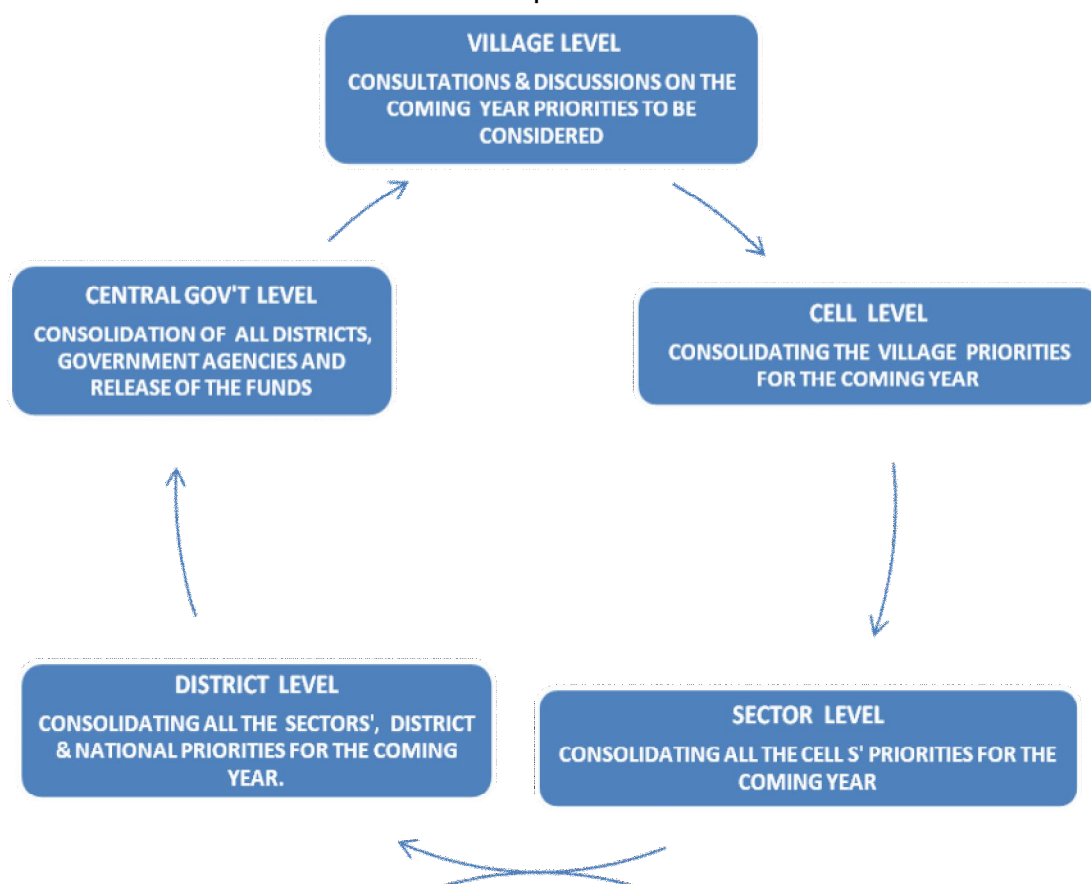 VILLAGE LEVEL
CONSULTATIONS & DISCUSSIONS ON THE
COMING YEAR PRIORITIES TO BE
CONSIDERED
CELL LEVEL
CONSOLIDATING THE VILLAGE PRIORITIES
FOR THE COMING YEAR
SECTOR LEVEL
CONSOLIDATING ALL THE CELL S' PRIORITIES FOR THE
COMING YEAR
DISTRICT LEVEL
CONSOLIDATING ALL THE SECTORS', DISTRICT
& NATIONAL PRIORITIES FOR THE COMING
YEAR.
CENTRAL GOV'T LEVEL
CONSOLIDATION OF ALL DISTRICTS,
GOVERNMENT AGENCIES AND
RELEASE OF THE FUNDS